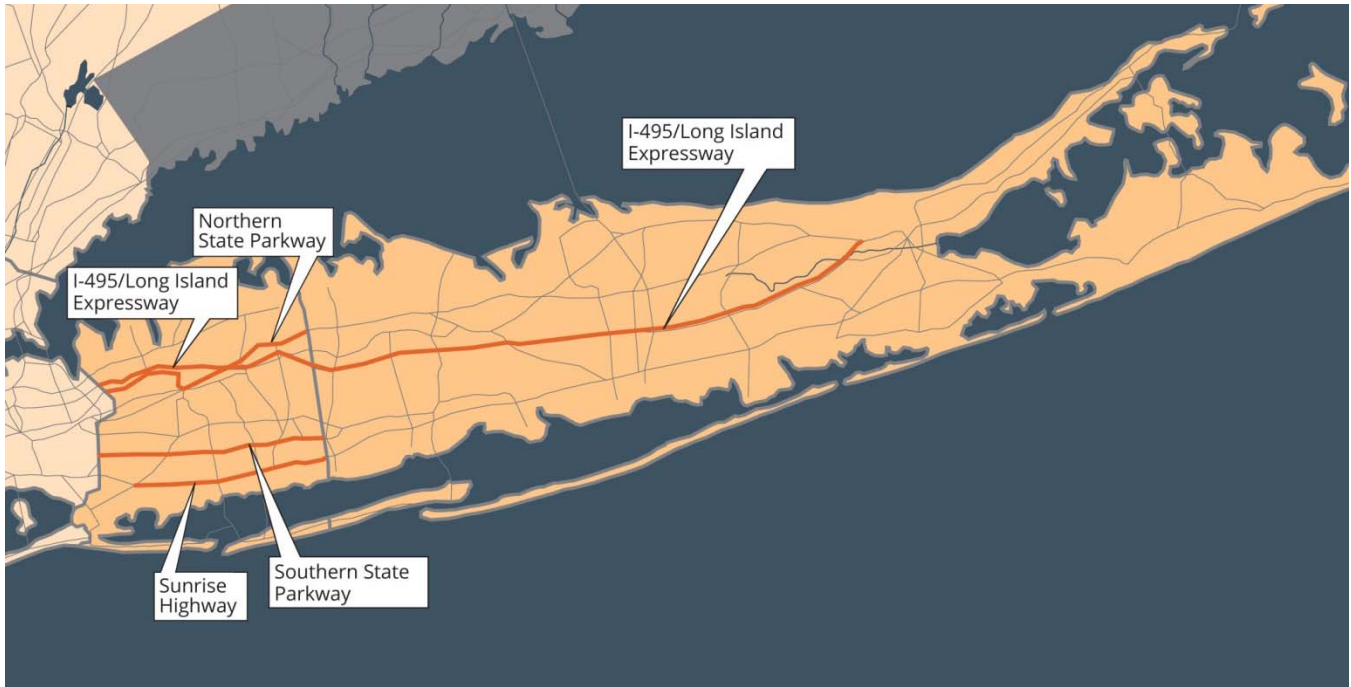 I-495/Long Island
Expressway
Northern
State Parkway
I-495/Long Island
Expressway
Sunrise
Highway
Southern State
Parkway